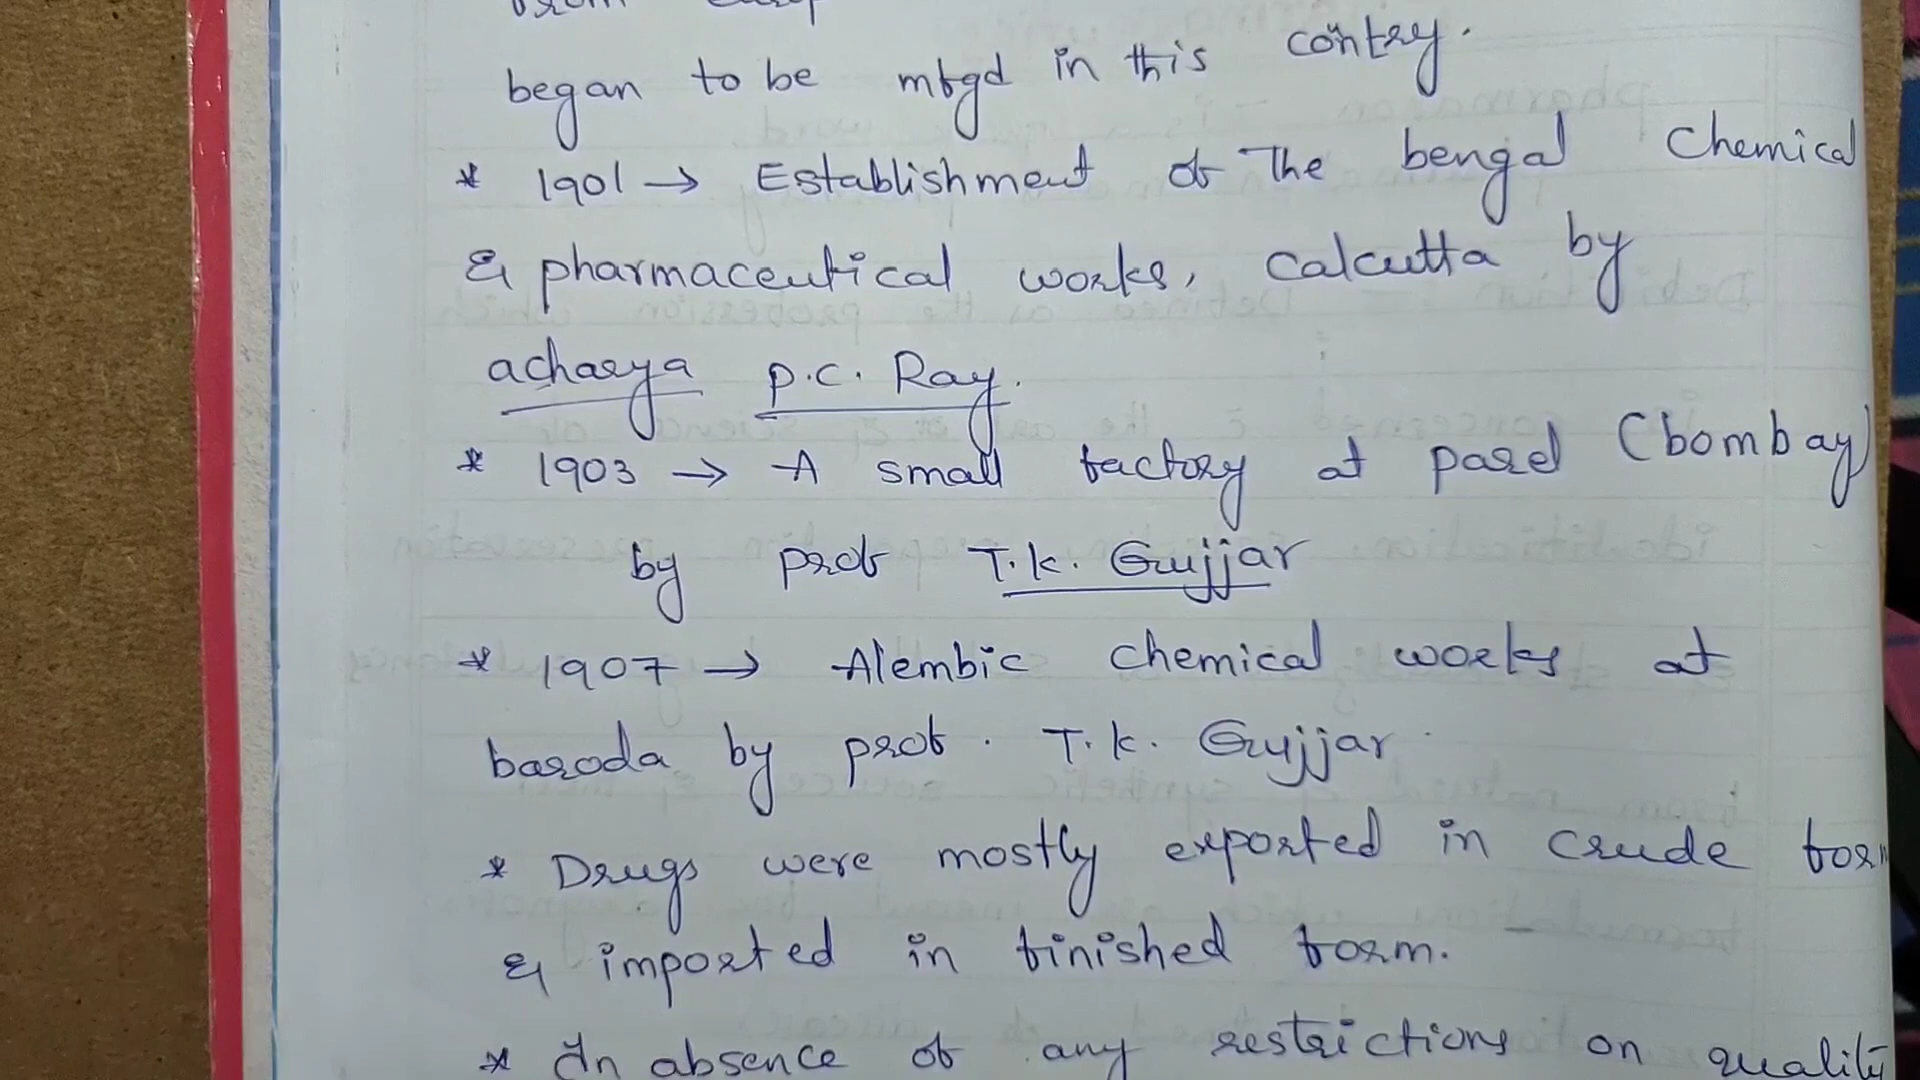 began to be mfgd in this contry.
* 1901 → Establishment of The bengal Chemical
& pharmaceutical works, Calcutta by
acharya p.c. Ray.
* 1903 → A small factory at parel (bombay)
by prof T.k. Gujjar
* 1907 → Alembic chemical works at
baroda by prof. T.k. Gujjar
* Drugs were mostly exported in crude form
& imported in finished form.
* In absence of any restrictions on quality